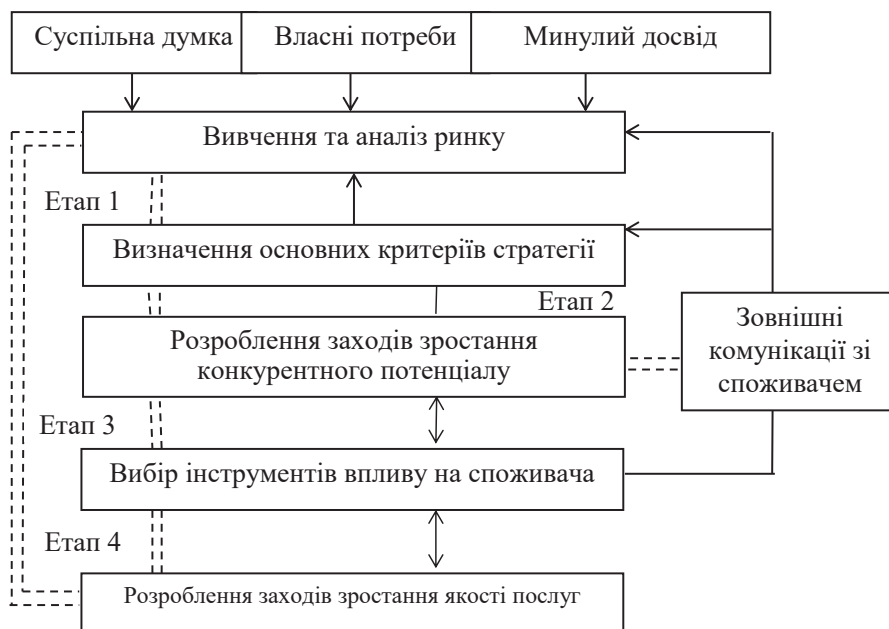 Суспільна думка
Власні потреби
Минулий досвід
Вивчення та аналіз ринку
Етап 1
Визначення основних критеріїв стратегії
Етап 2
Розроблення заходів зростання
конкурентного потенціалу
Зовнішні
комунікації зі
споживачем
Етап 3
Вибір інструментів впливу на споживача
Етап 4
Розроблення заходів зростання якості послуг